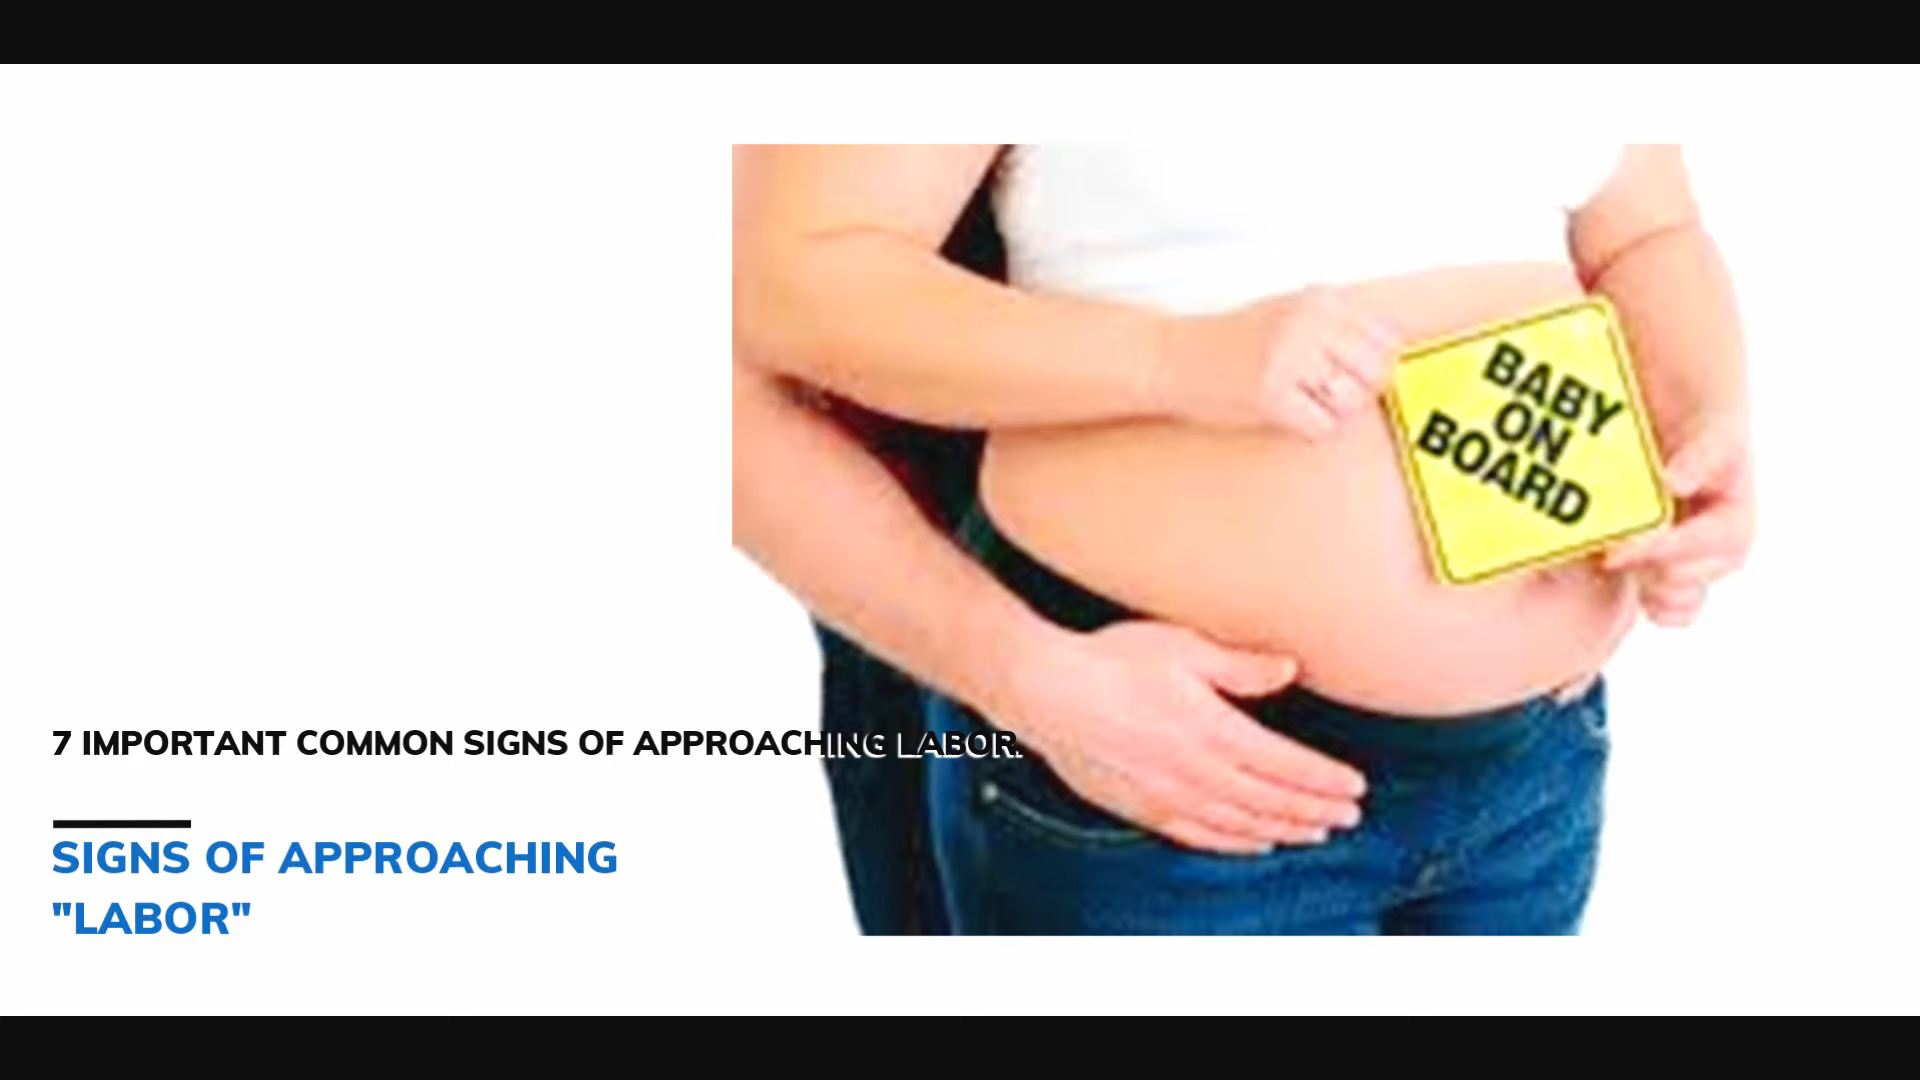 BABY
ON
BOARD
7 IMPORTANT COMMON SIGNS OF APPROACHING LABOR.
SIGNS OF APPROACHING
"LABOR"